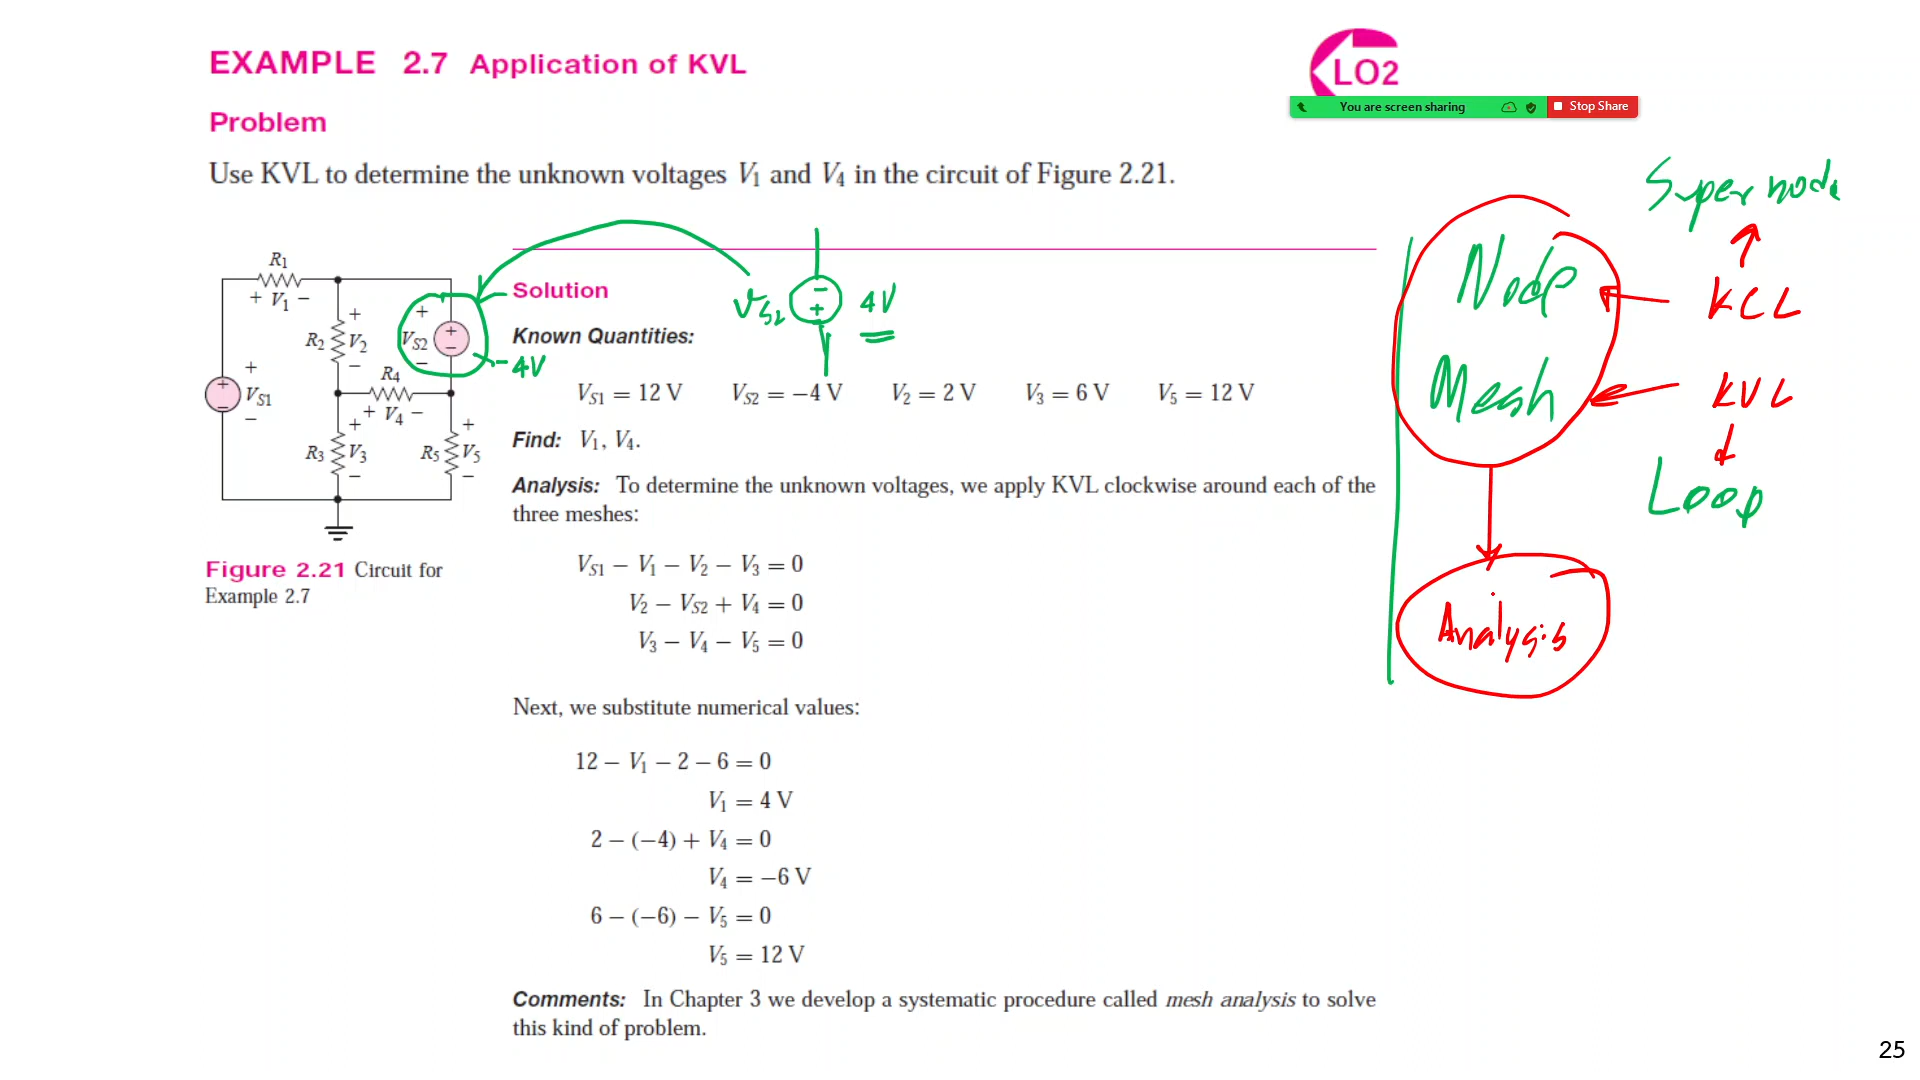 EXAMPLE 2.7 Application of KVL
LO2
You are screen sharing
Stop Share
Problem
Use KVL to determine the unknown voltages V1 and V4 in the circuit of Figure 2.21.
Super node
Node
KCL
Mesh
KVL
Loop
Analysis
R1
+ V1 −
+
R2
V2
−
+
VS2
+
−
−
-4V
+
+
−
VS1
−
R4
+ V4 −
+
R3
V3
−
+
R5
V5
−
Figure 2.21 Circuit for
Example 2.7
Solution
VS2
−
+
4V
Known Quantities:
VS1 = 12 V VS2 = −4 V V2 = 2 V V3 = 6 V V5 = 12 V
Find: V1, V4.
Analysis: To determine the unknown voltages, we apply KVL clockwise around each of the
three meshes:
VS1 − V1 − V2 − V3 = 0
V2 − VS2 + V4 = 0
V3 − V4 − V5 = 0
Next, we substitute numerical values:
12 − V1 − 2 − 6 = 0
V1 = 4 V
2 − (−4) + V4 = 0
V4 = −6 V
6 − (−6) − V5 = 0
V5 = 12 V
Comments: In Chapter 3 we develop a systematic procedure called mesh analysis to solve
this kind of problem.
25